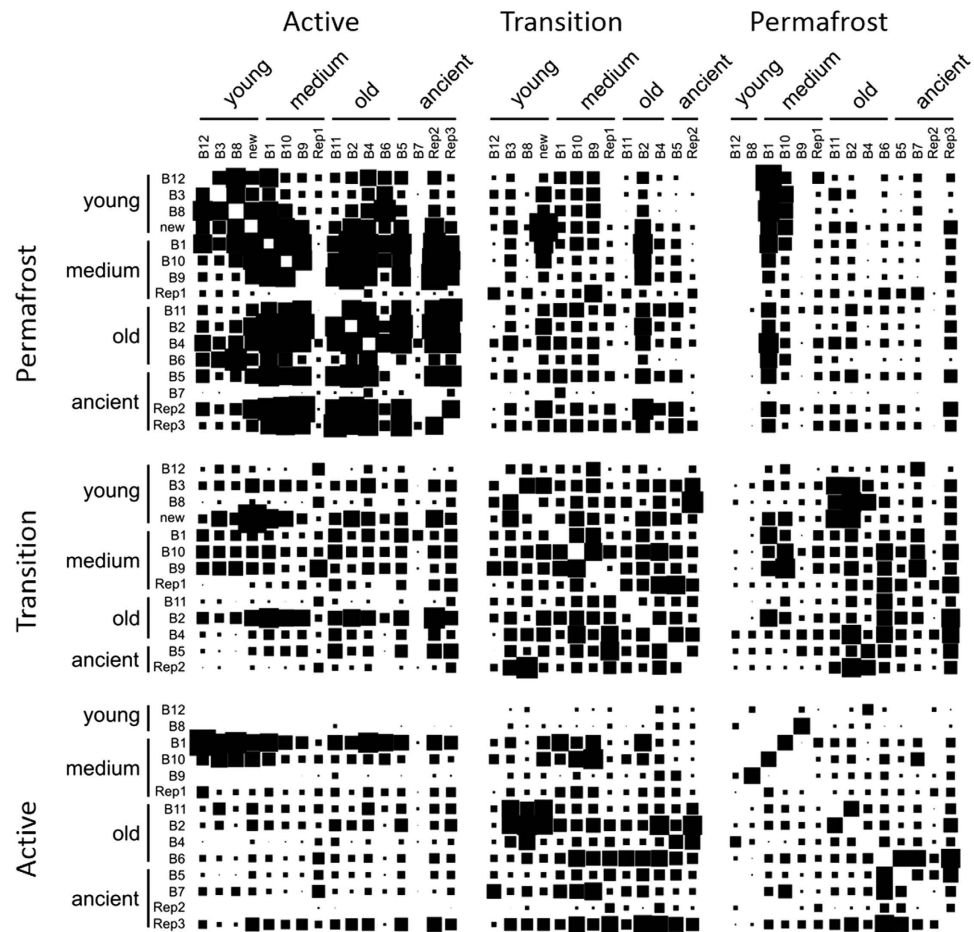 Active Transition Permafrost
young medium old ancient young medium old ancient young medium old ancient
B12 B3 B8 new B1 B10 B9 Rep1 B11 B2 B4 B6 B5 B7 Rep2 Rep3 B12 B3 B8 new B1 B10 B9 Rep1 B11 B2 B4 B5 Rep2 B12 B8 B1 B10 B9 Rep1 B11 B2 B4 B6 B5 B7 Rep2 Rep3
Permafrost
young
B12
B3
B8
new
medium
B1
B10
B9
Rep1
old
B11
B2
B4
B6
ancient
B5
B7
Rep2
Rep3
Transition
young
B12
B3
B8
new
medium
B1
B10
B9
Rep1
old
B11
B2
B4
ancient
B5
Rep2
Active
young
B12
B8
medium
B1
B10
B9
Rep1
old
B11
B2
B4
B6
ancient
B5
B7
Rep2
Rep3